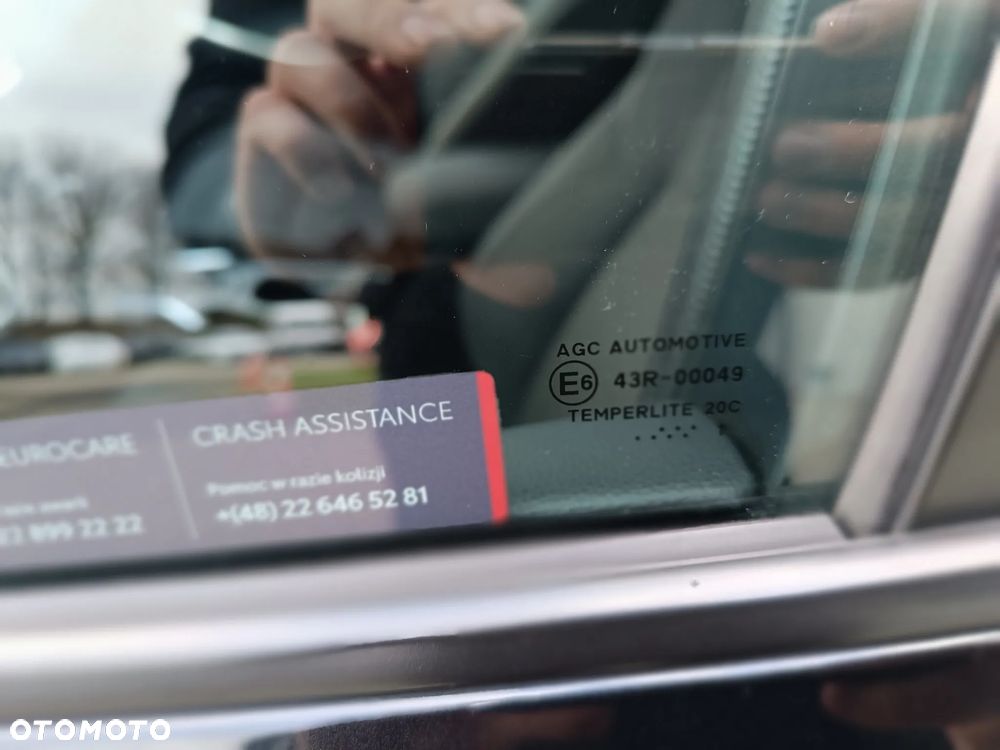 AGC AUTOMOTIVE
E6 43R-00049
TEMPERLITE 20C
EUROCARE
CRASH ASSISTANCE
Pomoc w razie kolizji
22 899 22 22
+(48) 22 646 52 81
OTOMOTO